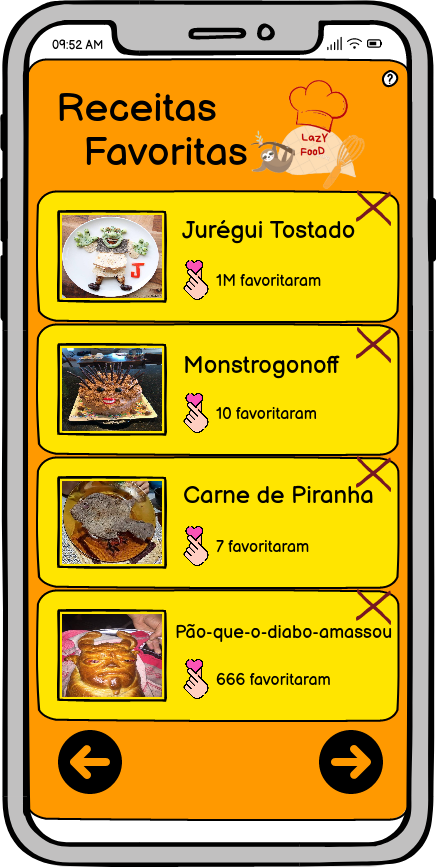 09:52 AM
?
Receitas
Favoritas
LaZY
FooD
Jurégui Tostado
J
1M favoritaram
Monstrogonoff
10 favoritaram
Carne de Piranha
7 favoritaram
Pão-que-o-diabo-amassou
666 favoritaram